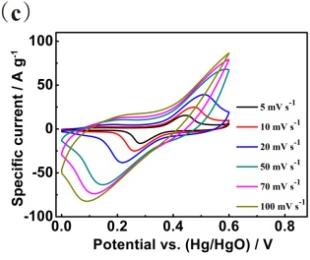 (c)
Specific current / A g⁻¹
100
50
0
-50
-100
0.0
0.2
0.4
0.6
Potential vs. (Hg/HgO) / V
5 mV s⁻¹
10 mV s⁻¹
20 mV s⁻¹
50 mV s⁻¹
70 mV s⁻¹
100 mV s⁻¹